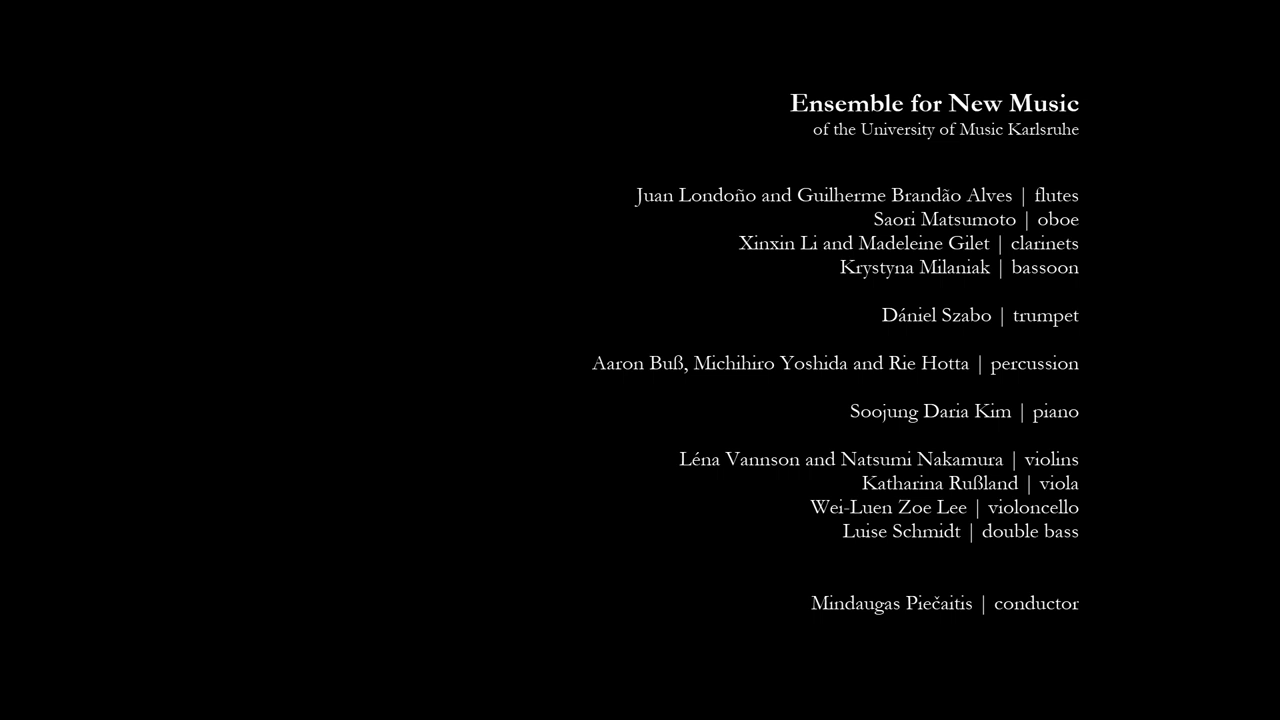 Ensemble for New Music
of the University of Music Karlsruhe
Juan Londoño and Guilherme Brandão Alves | flutes
Saori Matsumoto | oboe
Xinxin Li and Madeleine Gilet | clarinets
Krystyna Milaniak | bassoon
Dániel Szabo | trumpet
Aaron Buß, Michihiro Yoshida and Rie Hotta | percussion
Soojung Daria Kim | piano
Léna Vannson and Natsumi Nakamura | violins
Katharina Rußland | viola
Wei-Luen Zoe Lee | violoncello
Luise Schmidt | double bass
Mindaugas Piečaitis | conductor